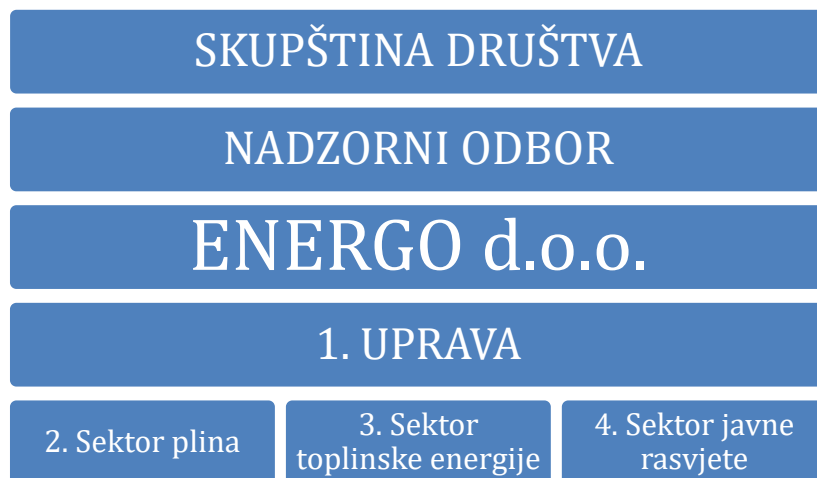 SKUPŠTINA DRUŠTVA
NADZORNI ODBOR
ENERGO d.o.o.
1. UPRAVA
2. Sektor plina
3. Sektor
toplinske energije
4. Sektor javne
rasvjete